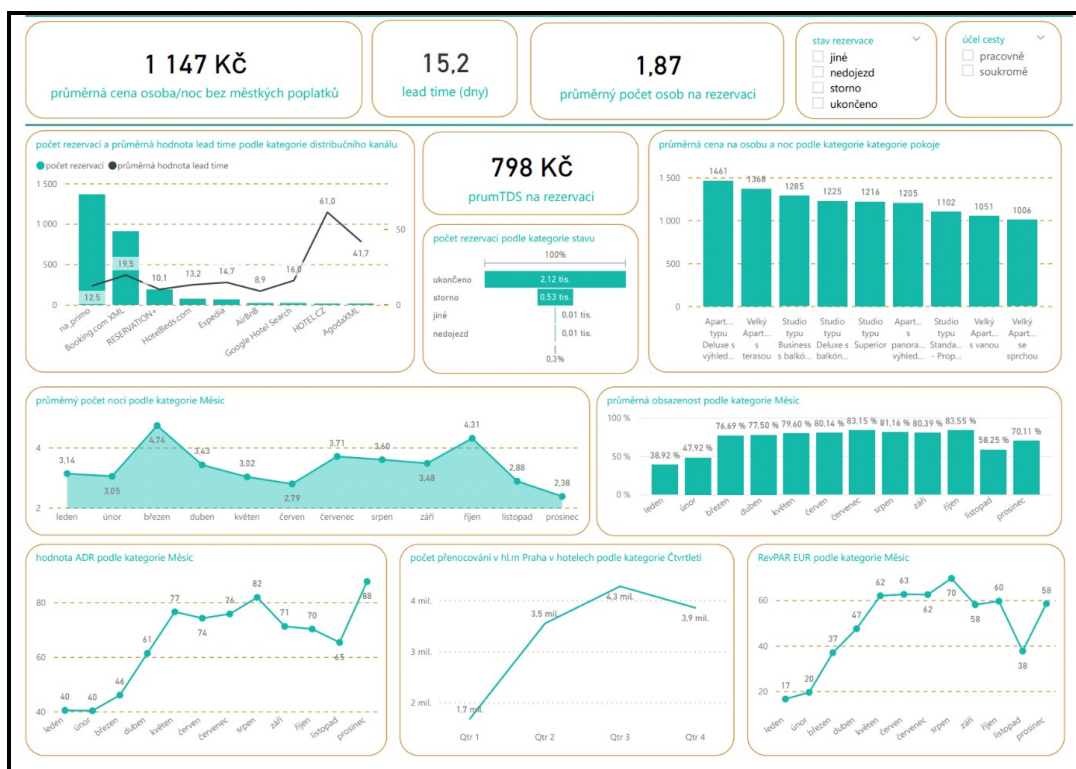 1 147 Kč
průměrná cena osoba/noc bez městkých poplatků
15,2
lead time (dny)
1,87
průměrný počet osob na rezervaci
stav rezervace
jiné
nedojezd
storno
ukončeno
účel cesty
pracovně
soukromě
počet rezervací a průměrná hodnota lead time podle kategorie distribučního kanálu
počet rezervací průměrná hodnota lead time
1 500
1 000
500
0
50
0
61,0
41,7
19,5
16,0
14,7
13,2
10,1
8,9
12,5
na_primo
Booking.com XML
RESERVATION+
HotelBeds.com
Expedia
AirBnB
Google Hotel Search
HOTEL.CZ
AgodaXML
798 Kč
prumTDS na rezervaci
počet rezervací podle kategorie stavu
100%
ukončeno 2,12 tis.
storno 0,53 tis.
jiné 0,01 tis.
nedojezd 0,01 tis.
0,3%
průměrná cena na osobu a noc podle kategorie kategorie pokoje
1 500
1 000
500
0
1461 1368 1285 1225 1216 1205 1102 1051 1006
Apart... typu Deluxe s výhled...
Velký Apart... s terasou
Studio typu Business s balkó...
Studio typu Deluxe s balkón...
Studio typu Superior
Apart... s panora... výhled...
Studio typu Standa... - Prop...
Velký Apart... s vanou
Velký Apart... se sprchou
průměrný počet nocí podle kategorie Měsíc
4
2
3,14 3,05 4,74 3,43 3,02 2,79 3,71 3,60 3,48 4,31 2,88 2,38
leden únor březen duben květen červen červenec srpen září říjen listopad prosinec
průměrná obsazenost podle kategorie Měsíc
100 %
50 %
0 %
38,92 % 47,92 % 76,69 % 77,50 % 79,60 % 80,14 % 83,15 % 81,16 % 80,39 % 83,55 % 58,25 % 70,11 %
leden únor březen duben květen červen červenec srpen září říjen listopad prosinec
hodnota ADR podle kategorie Měsíc
80
60
40
40 40 46 61 77 74 76 82 71 70 65 88
leden únor březen duben květen červen červenec srpen září říjen listopad prosinec
počet přenocování v hl.m Praha v hotelech podle kategorie Čtvrtletí
4 mil.
3 mil.
2 mil.
1,7 mil. 3,5 mil. 4,3 mil. 3,9 mil.
Qtr 1 Qtr 2 Qtr 3 Qtr 4
RevPAR EUR podle kategorie Měsíc
60
40
20
17 20 37 47 62 63 62 70 58 60 38 58
leden únor březen duben květen červen červenec srpen září říjen listopad prosinec